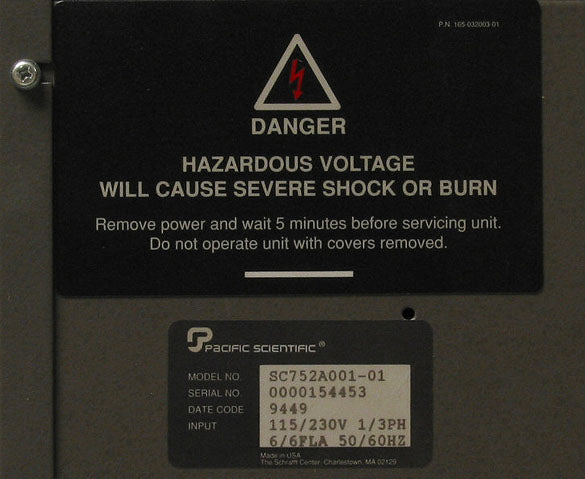 P.N. 165-032003-01
DANGER
HAZARDOUS VOLTAGE
WILL CAUSE SEVERE SHOCK OR BURN
Remove power and wait 5 minutes before servicing unit.
Do not operate unit with covers removed.
PACIFIC SCIENTIFIC®
MODEL NO. SC752A001-01
SERIAL NO. 0000154453
DATE CODE 9449
INPUT 115/230V 1/3PH
6/6FLA 50/60HZ
Made in USA
The Schrafft Center, Charlestown, MA 02129